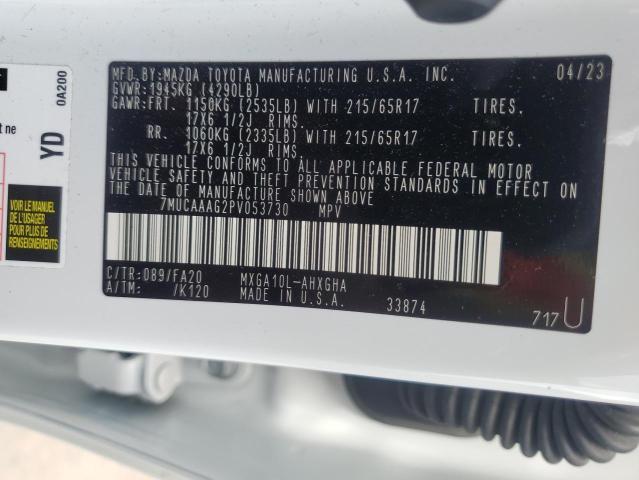 MFD.BY:MAZDA TOYOTA MANUFACTURING U.S.A. INC. 04/23
GVWR:1945KG (4290LB)
GAWR:FRT. 1150KG (2535LB) WITH 215/65R17 TIRES.
17X6 1/2J RIMS.
RR. 1060KG (2335LB) WITH 215/65R17 TIRES.
17X6 1/2J RIMS.
THIS VEHICLE CONFORMS TO ALL APPLICABLE FEDERAL MOTOR
VEHICLE SAFETY AND THEFT PREVENTION STANDARDS IN EFFECT ON
THE DATE OF MANUFACTURE SHOWN ABOVE
7MUCAAAG2PV053730 MPV
C/TR:089/FA20 MXGA10L-AHXGHA
A/TM: /K120 MADE IN U.S.A. 33874
717 U
0A200
YD
t ne
VOIR LE MANUEL
DE L'USAGER
POUR PLUS DE
RENSEIGNEMENTS